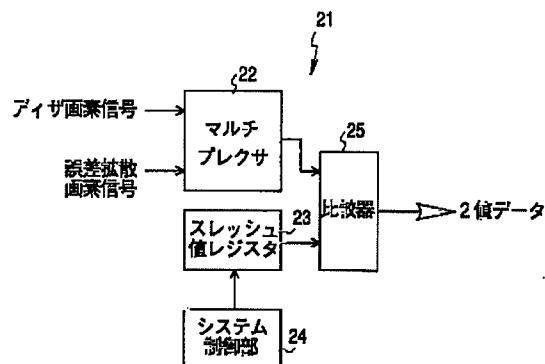 21
22
ディザ画素信号
マルチ
プレクサ
誤差拡散
画素信号
25
比較器
2値データ
23
スレッシュ
値レジスタ
システム
制御部
24